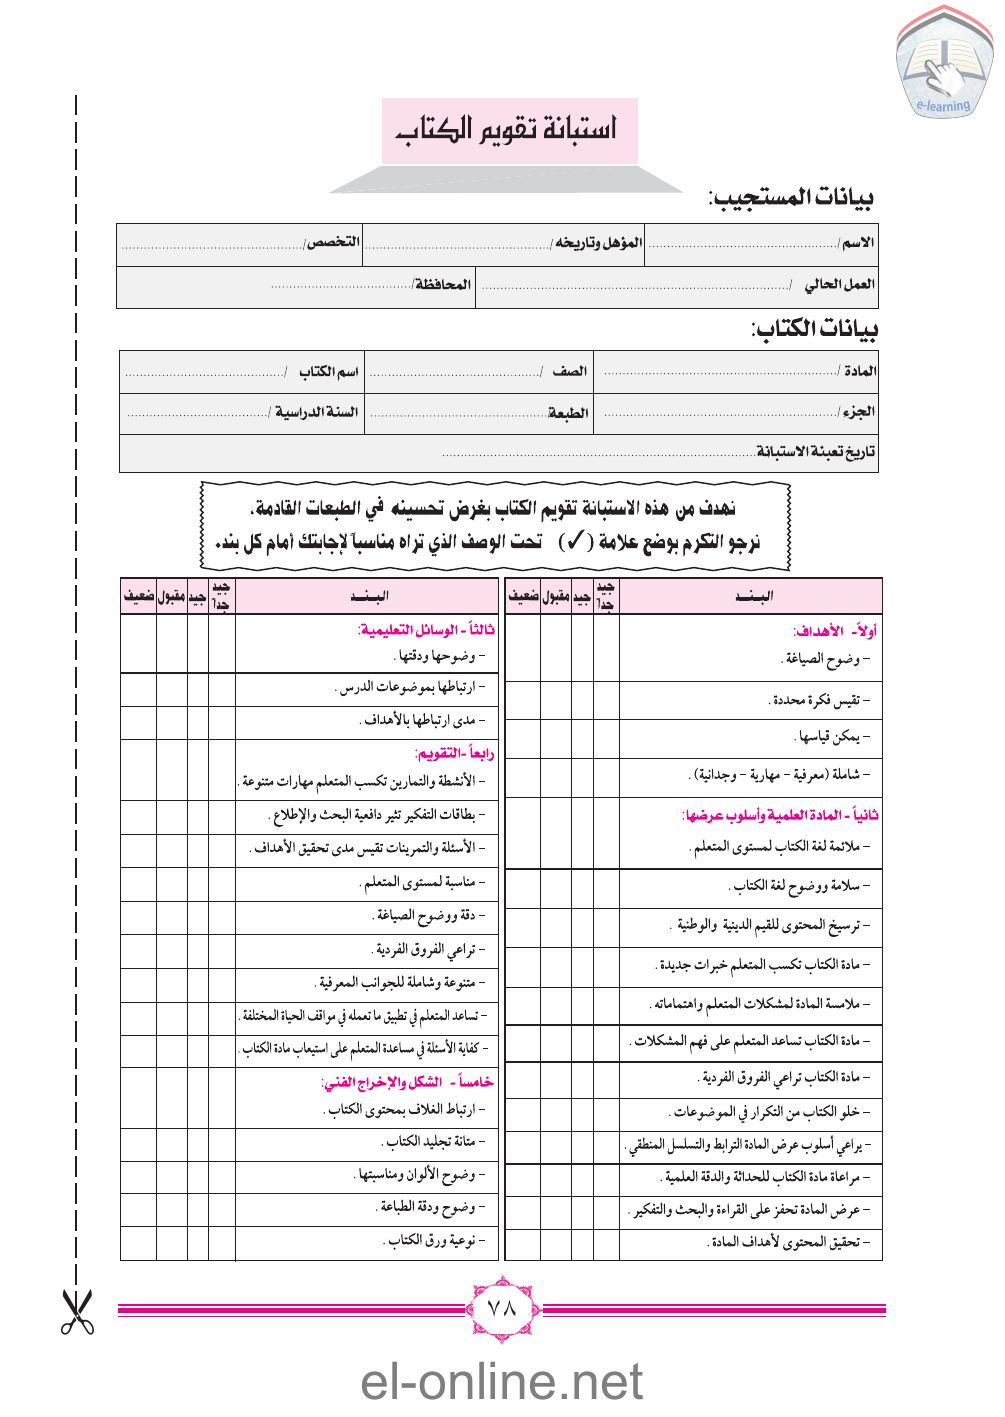 e-learning
استبانة تقويم الكتاب
بيانات المستجيب:
الاسم/ المؤهل وتاريخه/ التخصص/
العمل الحالي / المحافظة/
بيانات الكتاب:
المادة / الصف / اسم الكتاب /
الجزء/ الطبعة/ السنة الدراسية /
تاريخ تعبئة الاستبانة
نهدف من هذه الاستبانة تقويم الكتاب بغرض تحسينه في الطبعات القادمة،
نرجو التكرم بوضع علامة (✓) تحت الوصف الذي تراه مناسباً لإجابتك أمام كل بند.
البـنـد جيد جداً جيد مقبول ضعيف
أولاً- الأهداف:
- وضوح الصياغة .
- تقيس فكرة محددة .
- يمكن قياسها .
- شاملة (معرفية - مهارية - وجدانية).
ثانياً - المادة العلمية وأسلوب عرضها:
- ملائمة لغة الكتاب لمستوى المتعلم .
- سلامة ووضوح لغة الكتاب .
- ترسيخ المحتوى للقيم الدينية والوطنية .
- مادة الكتاب تكسب المتعلم خبرات جديدة .
- ملامسة المادة لمشكلات المتعلم واهتماماته .
- مادة الكتاب تساعد المتعلم على فهم المشكلات .
- مادة الكتاب تراعي الفروق الفردية .
- خلو الكتاب من التكرار في الموضوعات .
- يراعي أسلوب عرض المادة الترابط والتسلسل المنطقي .
- مراعاة مادة الكتاب للحداثة والدقة العلمية .
- عرض المادة تحفز على القراءة والبحث والتفكير .
- تحقيق المحتوى لأهداف المادة .
البـنـد جيد جداً جيد مقبول ضعيف
ثالثاً - الوسائل التعليمية:
- وضوحها ودقتها .
- ارتباطها بموضوعات الدرس .
- مدى ارتباطها بالأهداف .
رابعاً -التقويم:
- الأنشطة والتمارين تكسب المتعلم مهارات متنوعة .
- بطاقات التفكير تثير دافعية البحث والإطلاع .
- الأسئلة والتمرينات تقيس مدى تحقيق الأهداف .
- مناسبة لمستوى المتعلم .
- دقة ووضوح الصياغة .
- تراعي الفروق الفردية .
- متنوعة وشاملة للجوانب المعرفية .
- تساعد المتعلم في تطبيق ما تعمله في مواقف الحياة المختلفة .
- كفاية الأسئلة في مساعدة المتعلم على استيعاب مادة الكتاب .
خامساً - الشكل والإخراج الفني:
- ارتباط الغلاف بمحتوى الكتاب .
- متانة تجليد الكتاب .
- وضوح الألوان ومناسبتها .
- وضوح ودقة الطباعة .
- نوعية ورق الكتاب .
٧٨
el-online.net